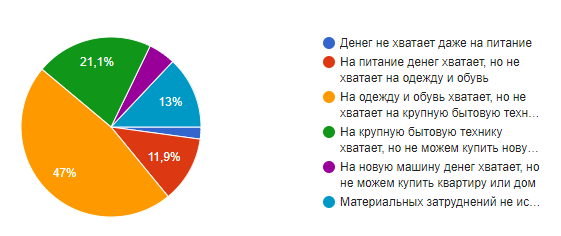 21,1%
13%
11,9%
47%
Денег не хватает даже на питание
На питание денег хватает, но не
хватает на одежду и обувь
На одежду и обувь хватает, но не
хватает на крупную бытовую техн…
На крупную бытовую технику
хватает, но не можем купить нову…
На новую машину денег хватает, но
не можем купить квартиру или дом
Материальных затруднений не ис…